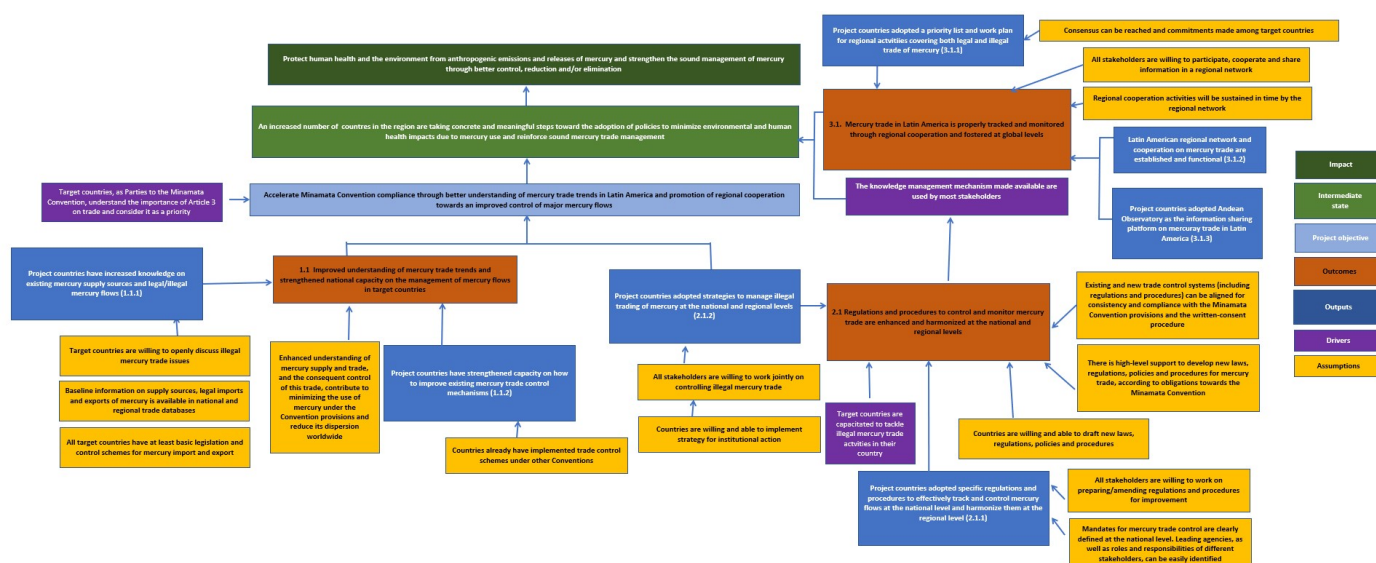 Project countries adopted a priority list and work
plan for regional actvitiies covering both legal and illegal
trade of mercury (3.1.1)
Consensus can be reached and commitments made among target countries
Protect human health and the environment from anthropogenic emissions and releases of mercury and strengthen the sound management of mercury
through better control, reduction and/or elimination
All stakeholders are willing to participate, cooperate and share
information in a regional network
Regional cooperation activities will be sustained in time by the
regional network
3.1. Mercury trade in Latin America is properly tracked and monitored
through regional cooperation and fostered at global levels
An increased number of countries in the region are taking concrete and meaningful steps toward the adoption of policies to minimize environmental and human
health impacts due to mercury use and reinforce sound mercury trade management
Latin American regional network and
cooperation on mercury trade are
established and functional (3.1.2)
Impact
Intermediate
state
Project objective
Outcomes
Outputs
Drivers
Assumptions
Target countries, as Parties to the Minamata
Convention, understand the importance of Article 3
on trade and consider it as a priority
Accelerate Minamata Convention compliance through better understanding of mercury trade trends in Latin America and promotion of regional cooperation
towards an improved control of major mercury flows
The knowledge management mechanism made available are
used by most stakeholders
Project countries adopted Andean
Observatory as the information sharing
platform on mercuray trade in Latin
America (3.1.3)
Project countries have increased knowledge on
existing mercury supply sources and legal/illegal
mercury flows (1.1.1)
1.1 Improved understanding of mercury trade trends and
strengthened national capacity on the management of mercury flows
in target countries
Project countries adopted strategies to manage illegal
trading of mercury at the national and regional levels
(2.1.2)
2.1 Regulations and procedures to control and monitor mercury
trade are enhanced and harmonized at the national and
regional levels
Existing and new trade control systems (including
regulations and procedures) can be aligned for
consistency and compliance with the Minamata
Convention provisions and the written-consent
procedure
Target countries are willing to openly discuss illegal
mercury trade issues
Baseline information on supply sources, legal imports
and exports of mercury is available in national and
regional trade databases
All target countries have at least basic legislation and
control schemes for mercury import and export
Enhanced understanding of
mercury supply and trade,
and the consequent control
of this trade, contribute to
minimizing the use of
mercury under the
Convention provisions and
reduce its dispersion
worldwide
Project countries have strengthened capacity on how
to improve existing mercury trade control
mechanisms (1.1.2)
Countries already have implemented trade control
schemes under other Conventions
All stakeholders are willing to work jointly on
controlling illegal mercury trade
Countries are willing and able to implement
strategy for institutional action
There is high-level support to develop new laws,
regulations, policies and procedures for mercury
trade, according to obligations towards the
Minamata Convention
Target countries are
capacitated to tackle
illegal mercury trade
actvities in their
country
Countries are willing and able to draft new laws,
regulations, policies and procedures
Project countries adopted specific regulations and
procedures to effectively track and control mercury
flows at the national level and harmonize them at the
regional level (2.1.1)
All stakeholders are willing to work on
preparing/amending regulations and procedures
for improvement
Mandates for mercury trade control are clearly
defined at the national level. Leading agencies, as
well as roles and responsibilities of different
stakeholders, can be easily identified